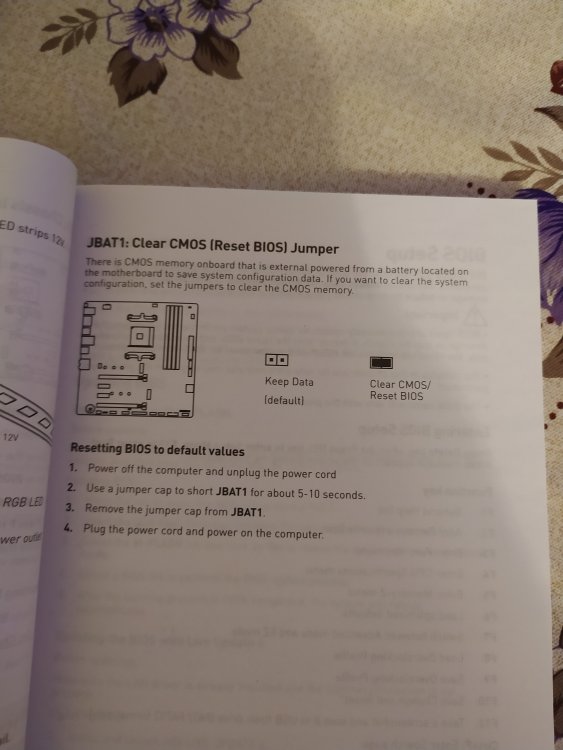 ED strips 12V
12V
RGB LED
wer outlet
JBAT1: Clear CMOS (Reset BIOS) Jumper
There is CMOS memory onboard that is external powered from a battery located on
the motherboard to save system configuration data. If you want to clear the system
configuration, set the jumpers to clear the CMOS memory.
Keep Data
(default)
Clear CMOS/
Reset BIOS
Resetting BIOS to default values
1. Power off the computer and unplug the power cord
2. Use a jumper cap to short JBAT1 for about 5-10 seconds.
3. Remove the jumper cap from JBAT1.
4. Plug the power cord and power on the computer.